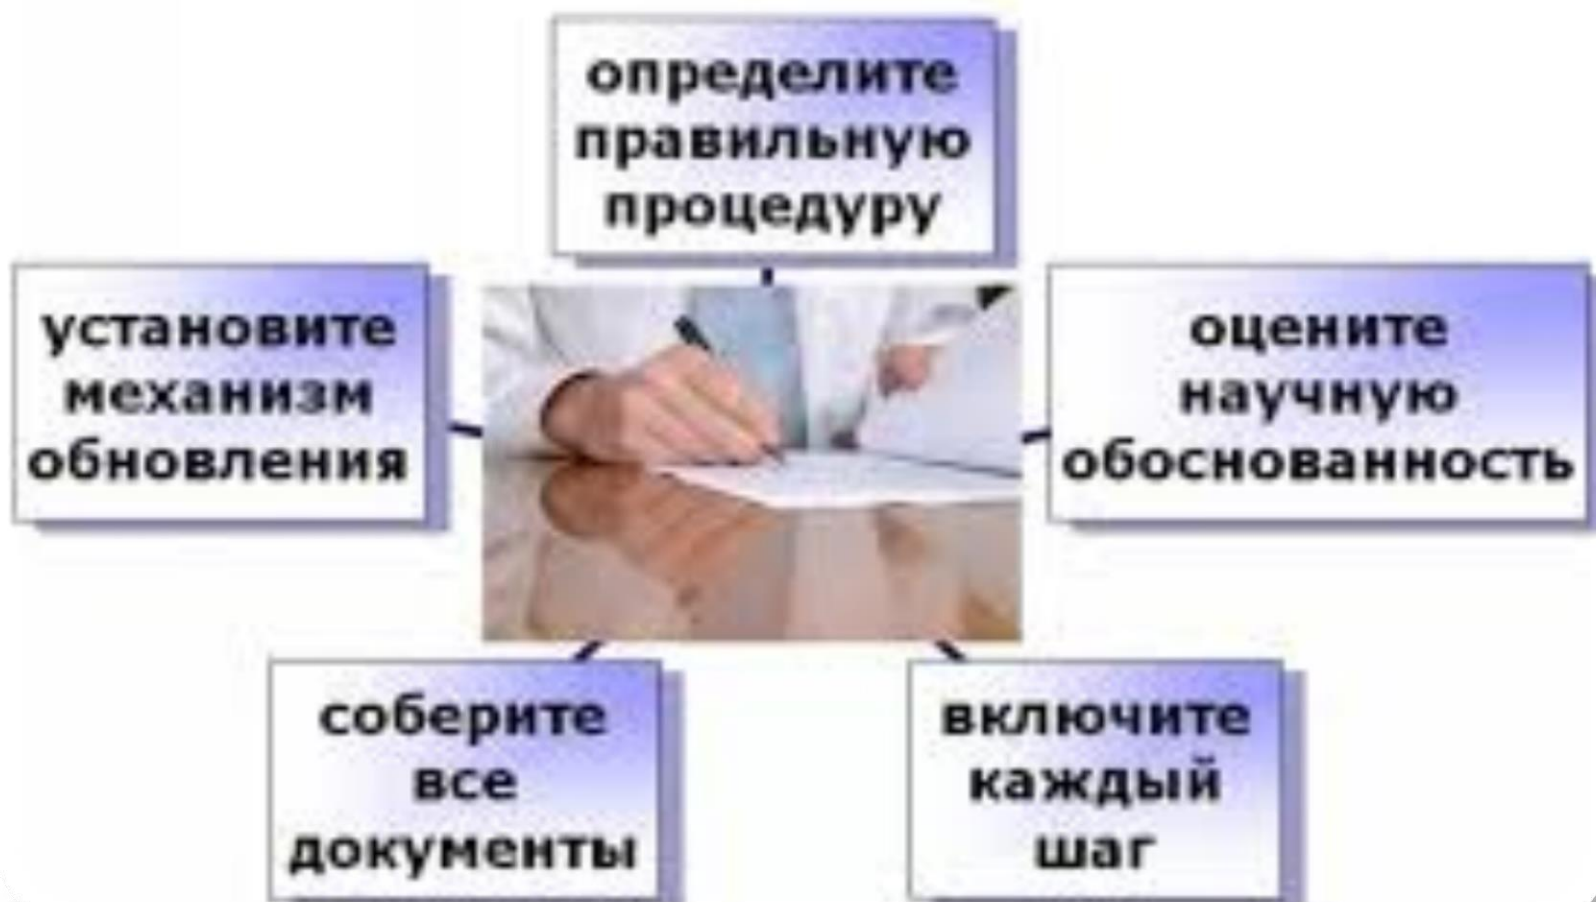 определите
правильную
процедуру
установите
механизм
обновления
оцените
научную
обоснованность
соберите
все
документы
включите
каждый
шаг